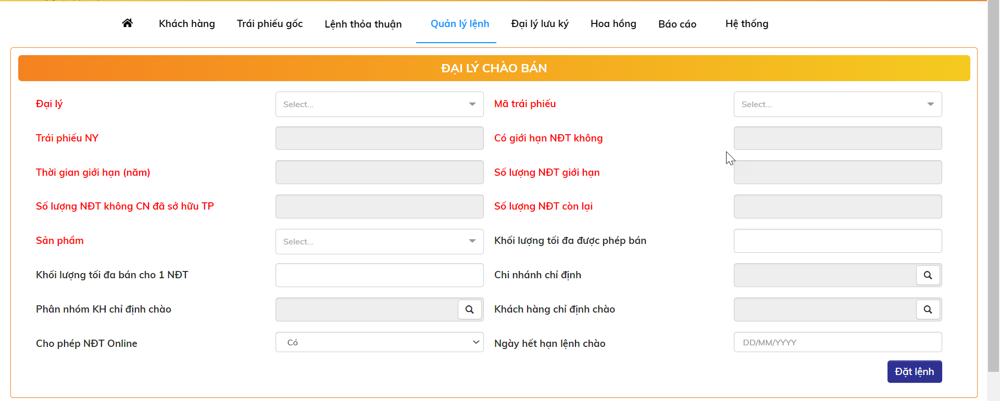 Khách hàng Trái phiếu gốc Lệnh thỏa thuận Quản lý lệnh Đại lý lưu ký Hoa hồng Báo cáo Hệ thống
ĐẠI LÝ CHÀO BÁN
Đại lý Select... Mã trái phiếu Select...
Trái phiếu NY Có giới hạn NĐT không
Thời gian giới hạn (năm) Số lượng NĐT giới hạn
Số lượng NĐT không CN đã sở hữu TP Số lượng NĐT còn lại
Sản phẩm Select... Khối lượng tối đa được phép bán
Khối lượng tối đa bán cho 1 NĐT Chi nhánh chỉ định
Phân nhóm KH chỉ định chào Khách hàng chỉ định chào
Cho phép NĐT Online Có Ngày hết hạn lệnh chào DD/MM/YYYY
Đặt lệnh